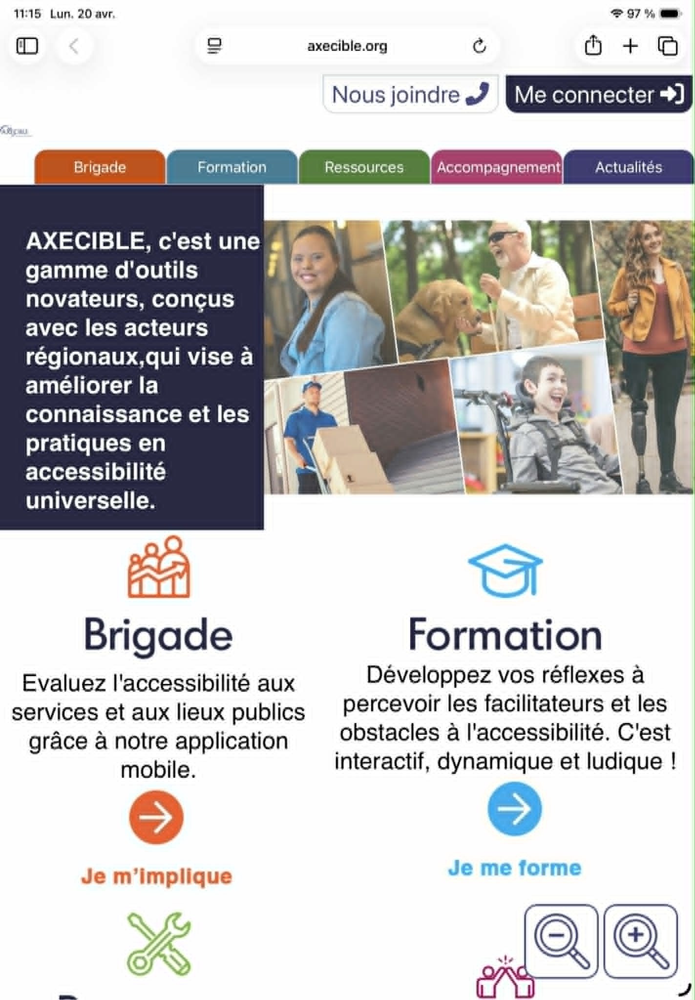 11:15 Lun. 20 avr.
97 %
axecible.org
Nous joindre
Me connecter
Brigade
Formation
Ressources
Accompagnement
Actualités
AXECIBLE, c'est une
gamme d'outils
novateurs, conçus
avec les acteurs
régionaux,qui vise à
améliorer la
connaissance et les
pratiques en
accessibilité
universelle.
Brigade
Evaluez l'accessibilité aux
services et aux lieux publics
grâce à notre application
mobile.
Je m’implique
Formation
Développez vos réflexes à
percevoir les facilitateurs et les
obstacles à l'accessibilité. C'est
interactif, dynamique et ludique !
Je me forme